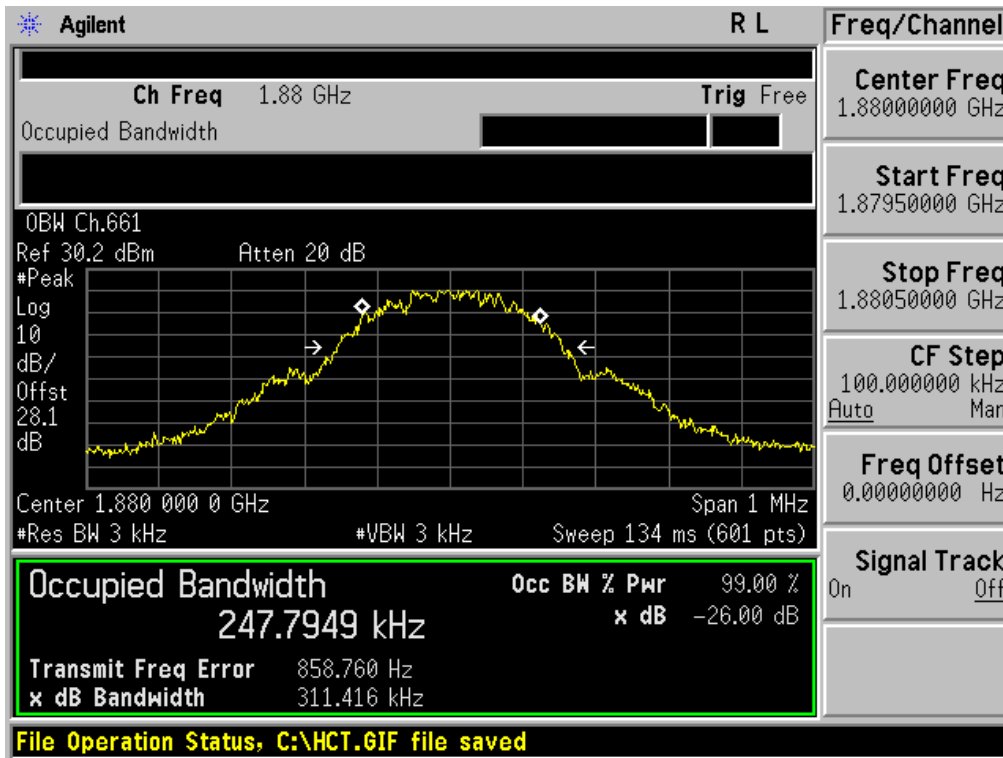 Agilent R L Freq/Channel
Ch Freq 1.88 GHz Trig Free
Occupied Bandwidth
Center Freq
1.88000000 GHz
Start Freq
1.87950000 GHz
Stop Freq
1.88050000 GHz
CF Step
100.000000 kHz
Auto Man
Freq Offset
0.00000000 Hz
Signal Track
On Off
OBW Ch.661
Ref 30.2 dBm Atten 20 dB
#Peak
Log
10
dB/
Offst
28.1
dB
Center 1.880 000 0 GHz Span 1 MHz
#Res BW 3 kHz #VBW 3 kHz Sweep 134 ms (601 pts)
Occupied Bandwidth
247.7949 kHz
Occ BW % Pwr 99.00 %
x dB -26.00 dB
Transmit Freq Error 858.760 Hz
x dB Bandwidth 311.416 kHz
File Operation Status, C:\HCT.GIF file saved